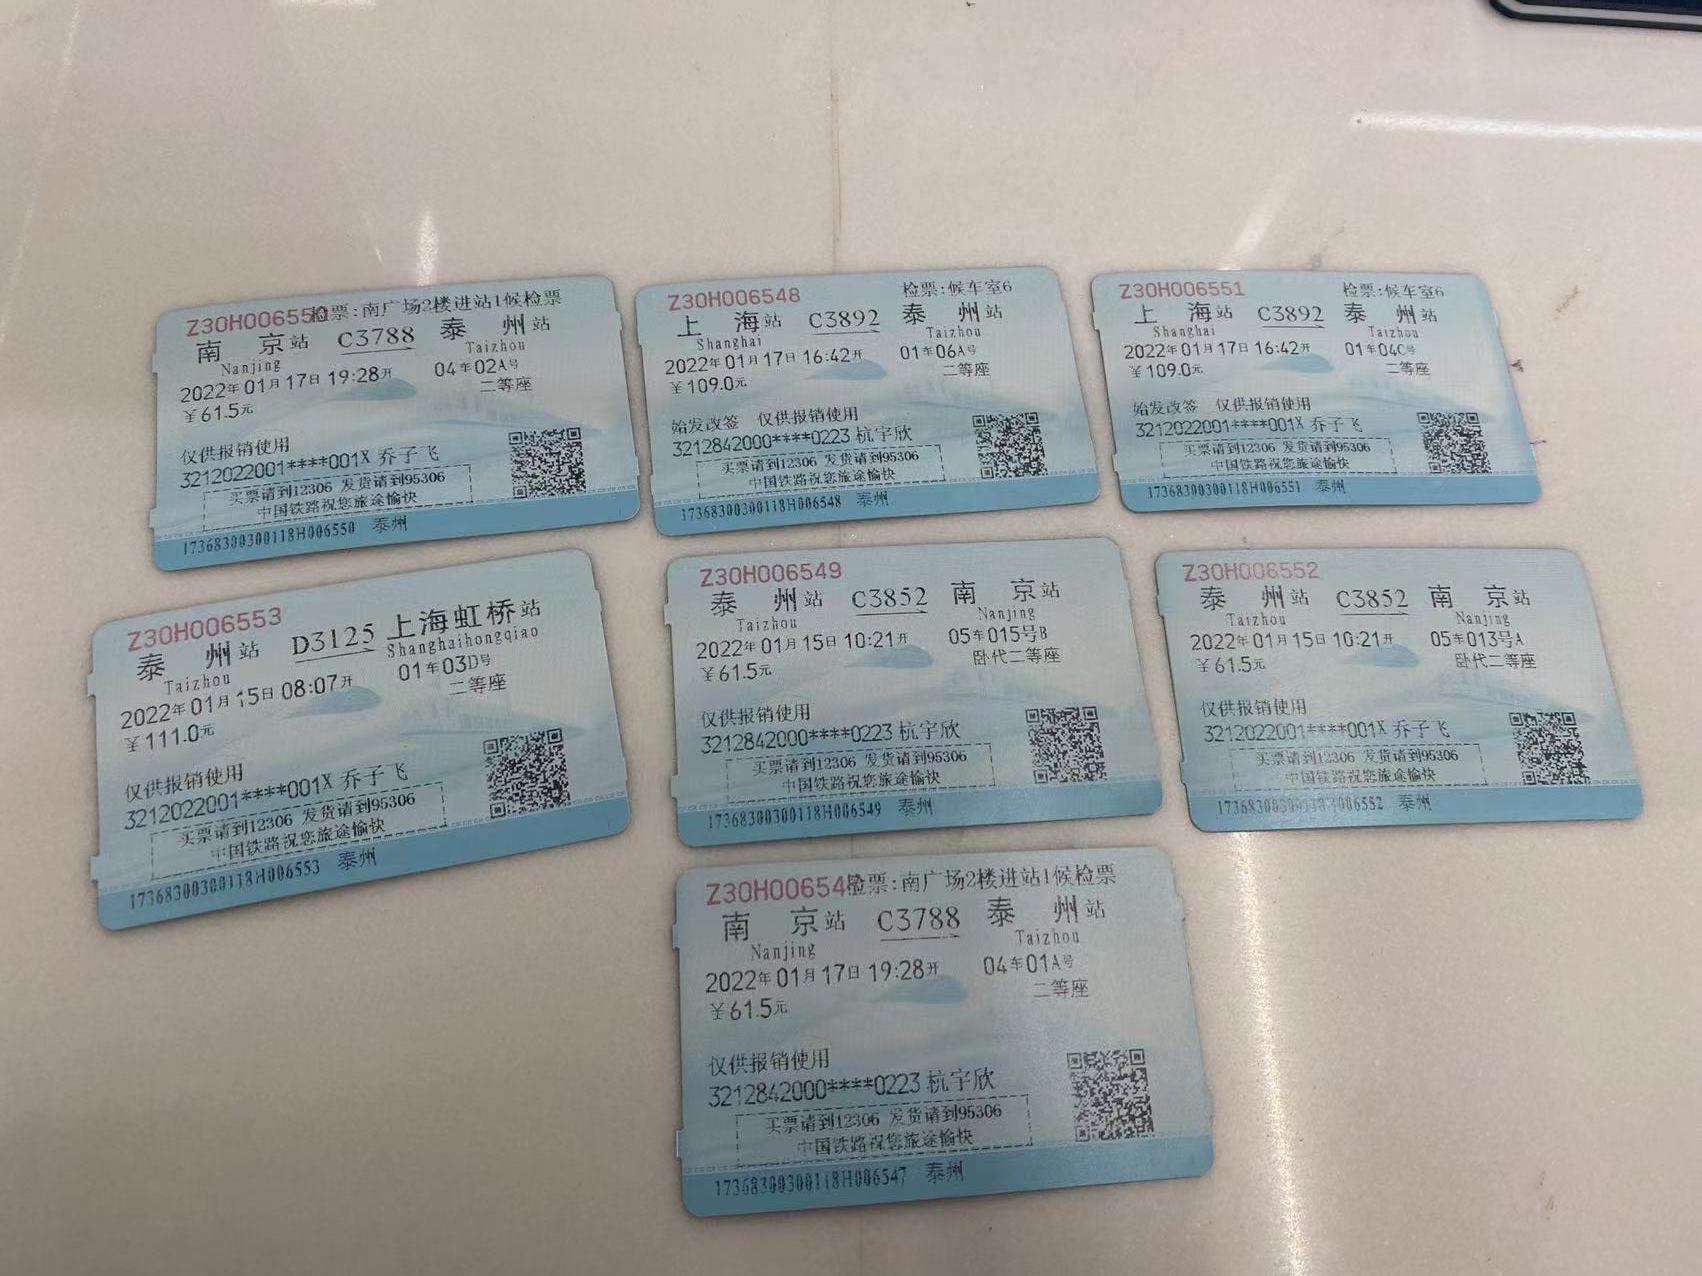 Z30H00655 检票:南广场2楼进站1候检票
南京站 C3788 泰州站
Nanjing Taizhou
2022年01月17日19:28开 04车02A号
¥61.5元 二等座
仅供报销使用
3212022001****001X 乔子飞
买票请到12306 发货请到95306
中国铁路祝您旅途愉快
17368300300118H006550 泰州
Z30H006548 检票:候车室6
上海站 C3892 泰州站
Shanghai Taizhou
2022年01月17日16:42开 01车06A号
¥109.0元 二等座
始发改签 仅供报销使用
3212842000****0223 杭宇欣
买票请到12306 发货请到95306
中国铁路祝您旅途愉快
17368300300118H006548 泰州
Z30H006551 检票:候车室6
上海站 C3892 泰州站
Shanghai Taizhou
2022年01月17日16:42开 01车04C号
¥109.0元 二等座
始发改签 仅供报销使用
3212022001****001X 乔子飞
买票请到12306 发货请到95306
中国铁路祝您旅途愉快
17368300300118H006551 泰州
Z30H006553
泰州站 D3125 上海虹桥站
Taizhou Shanghaihongqiao
2022年01月15日08:07开 01车03D号
¥111.0元 二等座
仅供报销使用
3212022001****001X 乔子飞
买票请到12306 发货请到95306
中国铁路祝您旅途愉快
17368300300118H006553 泰州
Z30H006549
泰州站 C3852 南京站
Taizhou Nanjing
2022年01月15日10:21开 05车015号B
¥61.5元 卧代二等座
仅供报销使用
3212842000****0223 杭宇欣
买票请到12306 发货请到95306
中国铁路祝您旅途愉快
17368300300118H006549 泰州
Z30H006552
泰州站 C3852 南京站
Taizhou Nanjing
2022年01月15日10:21开 05车013号A
¥61.5元 卧代二等座
仅供报销使用
3212022001****001X 乔子飞
买票请到12306 发货请到95306
中国铁路祝您旅途愉快
17368300300118H006552 泰州
Z30H00654 检票:南广场2楼进站1候检票
南京站 C3788 泰州站
Nanjing Taizhou
2022年01月17日19:28开 04车01A号
¥61.5元 二等座
仅供报销使用
3212842000****0223 杭宇欣
买票请到12306 发货请到95306
中国铁路祝您旅途愉快
17368300300118H006547 泰州